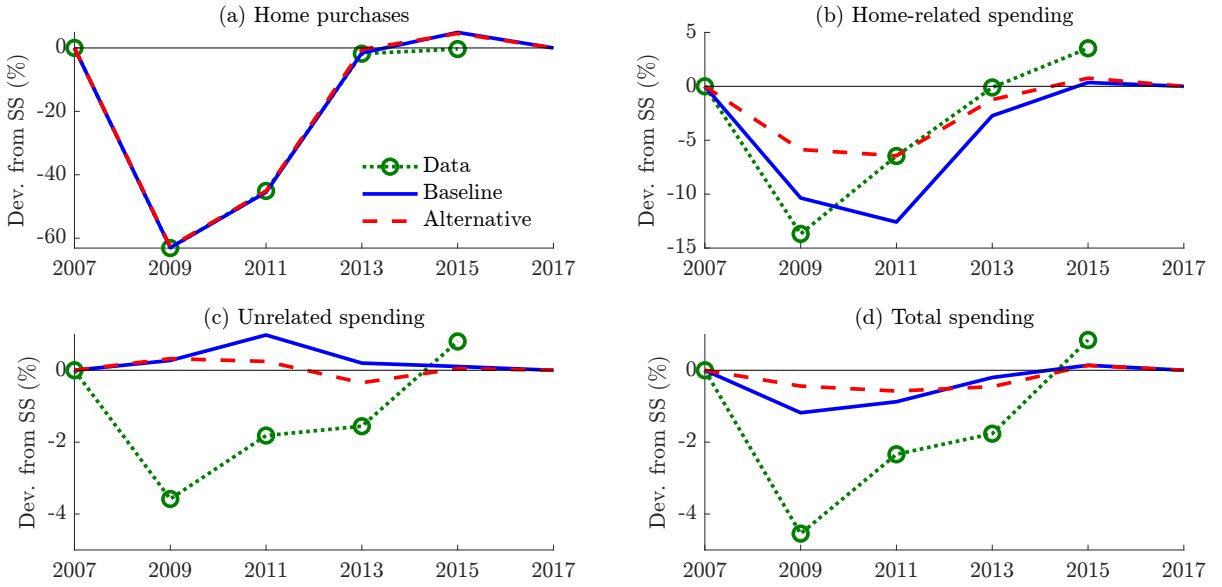 (a) Home purchases
Dev. from SS (%)
0
-20
-40
-60
2007 2009 2011 2013 2015 2017
Data
Baseline
Alternative
(b) Home-related spending
Dev. from SS (%)
5
0
-5
-10
-15
2007 2009 2011 2013 2015 2017
(c) Unrelated spending
Dev. from SS (%)
0
-2
-4
2007 2009 2011 2013 2015 2017
(d) Total spending
Dev. from SS (%)
0
-2
-4
2007 2009 2011 2013 2015 2017